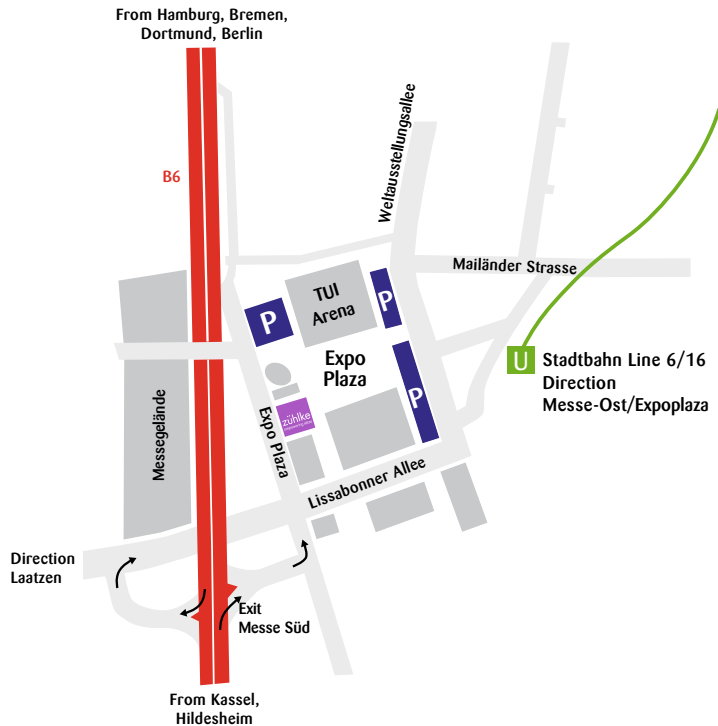 From Hamburg, Bremen,
Dortmund, Berlin
B6
Weltausstellungsallee
Mailänder Strasse
TUI
Arena
P
P
Expo
Plaza
P
U
Stadtbahn Line 6/16
Direction
Messe-Ost/Expoplaza
zühlke
Expo Plaza
Messegelände
Lissabonner Allee
Direction
Laatzen
Exit
Messe Süd
From Kassel,
Hildesheim